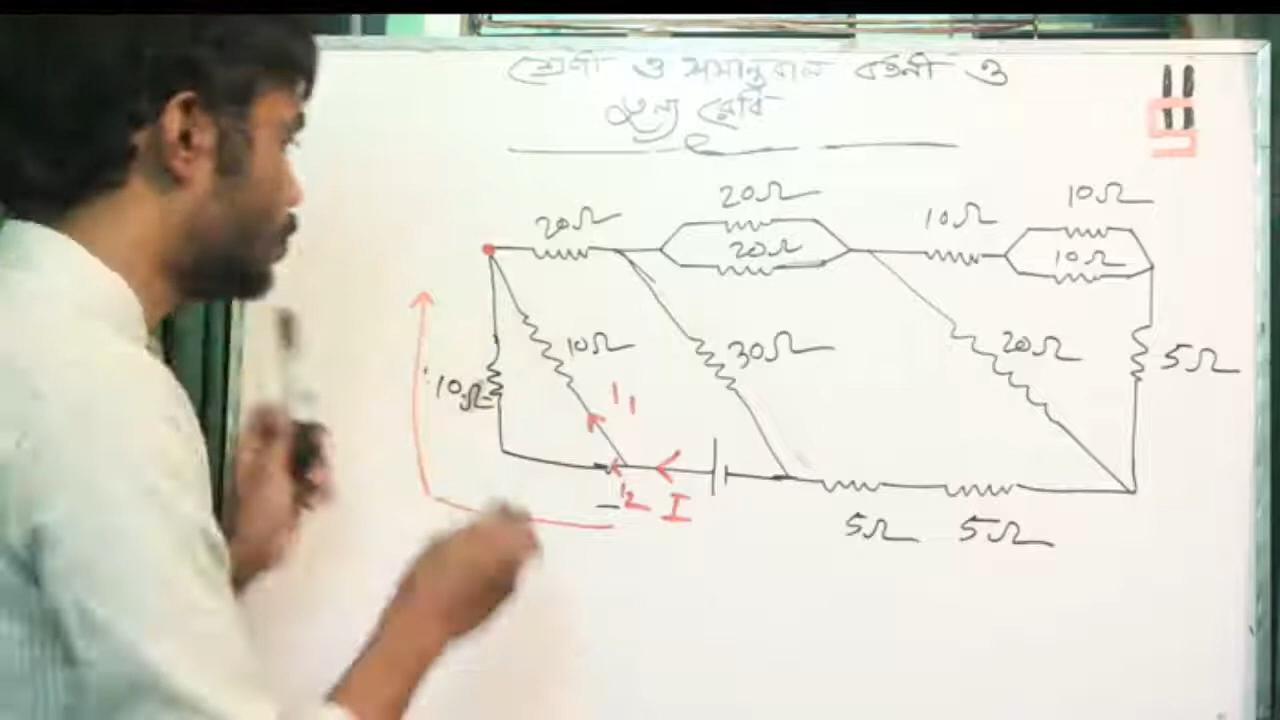 শ্রেণী ও সমান্তরাল বর্তনী ও
তুল্য রোধ
20Ω
20Ω
20Ω
10Ω
10Ω
10Ω
10Ω
10Ω
30Ω
20Ω
5Ω
I₁
I₂
I
5Ω
5Ω